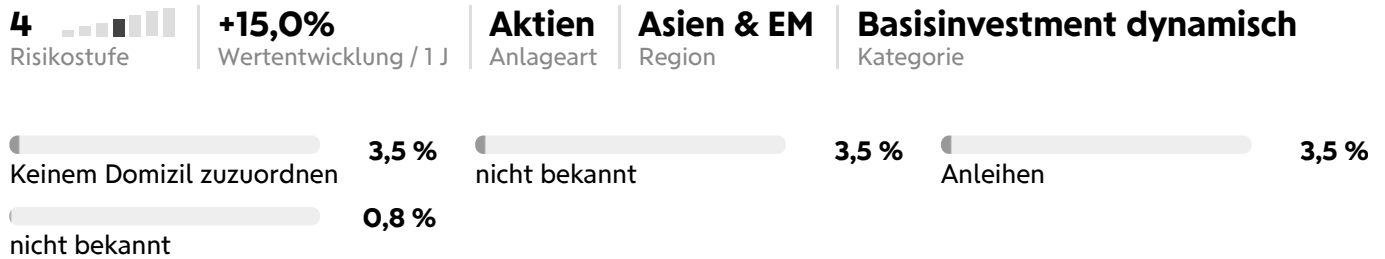 4 +15,0% Aktien Asien & EM Basisinvestment dynamisch
Risikostufe Wertentwicklung / 1 J Anlageart Region Kategorie
3,5 % 3,5 % 3,5 %
Keinem Domizil zuzuordnen nicht bekannt Anleihen
0,8 %
nicht bekannt